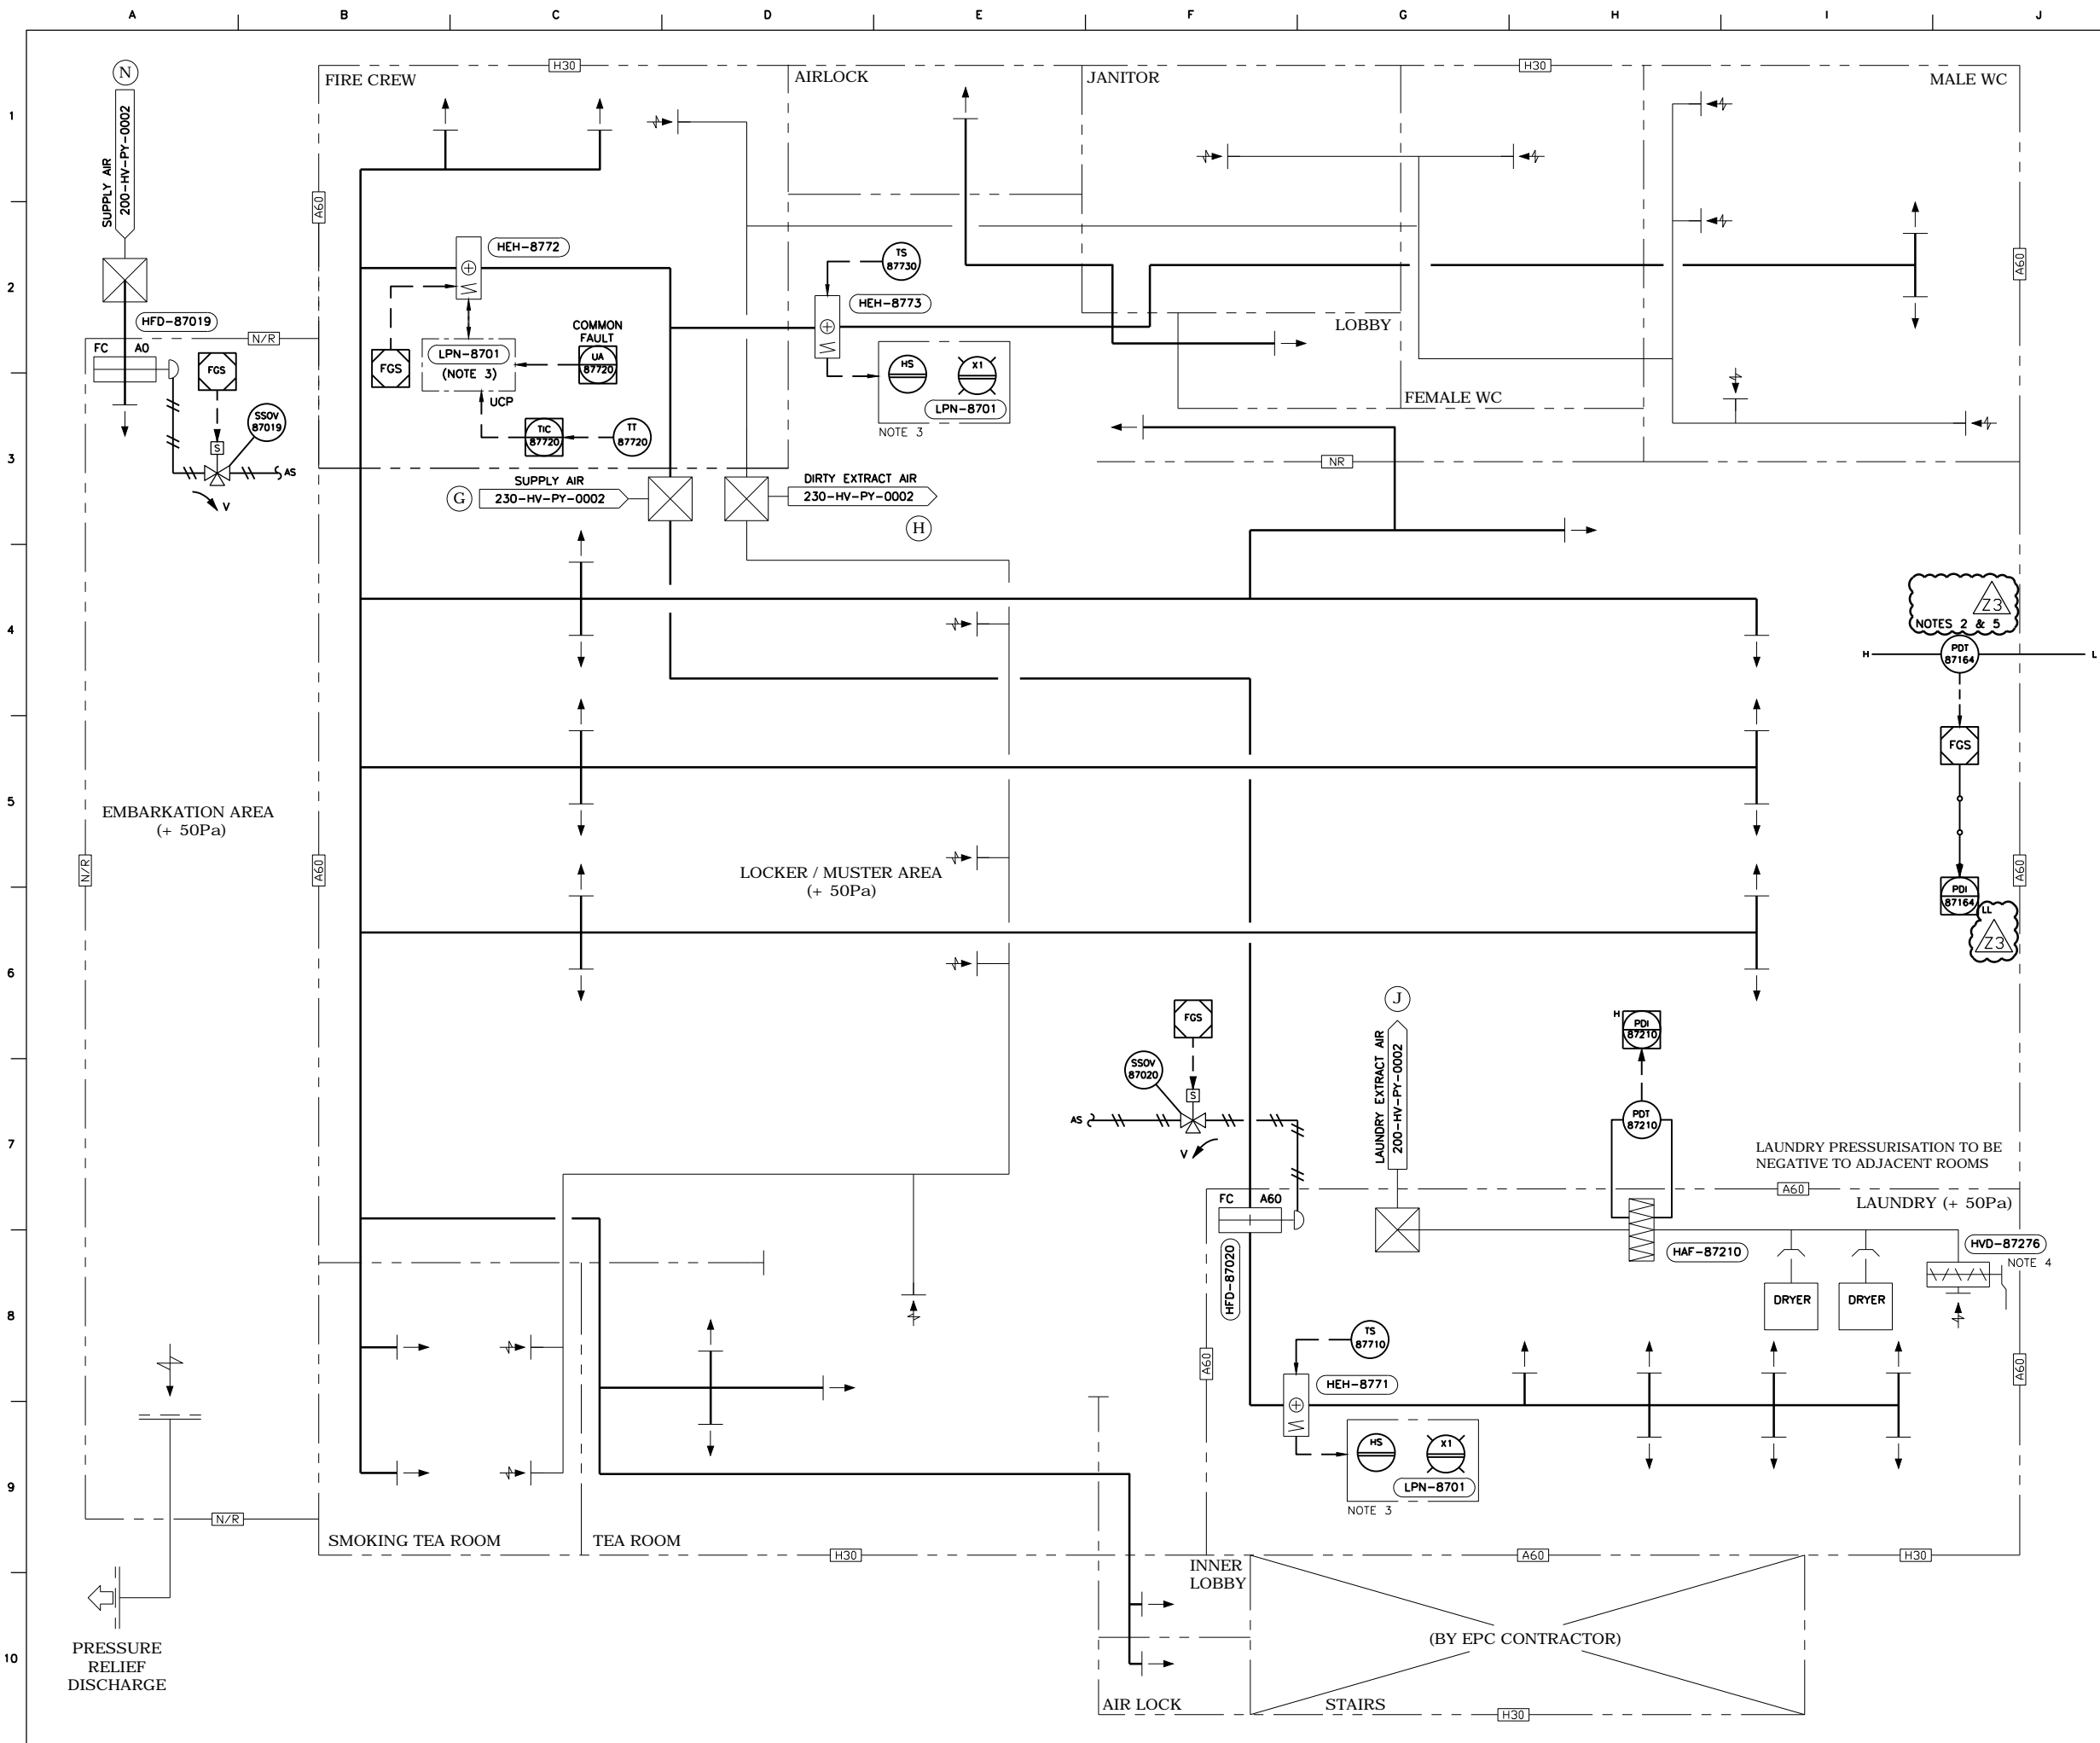 A B C D E F G H I J
1
2
3
4
5
6
7
8
9
10
N
SUPPLY AIR
200-HV-PY-0002
HFD-87019
FC AO
FGS
SSOV
87019
S
AS
V
N/R
N/R
N/R
EMBARKATION AREA
(+ 50Pa)
PRESSURE
RELIEF
DISCHARGE
FIRE CREW
H30
A60
AIRLOCK
JANITOR
H30
MALE WC
A60
HEH-8772
FGS
LPN-8701
(NOTE 3)
UCP
COMMON
FAULT
UA
87720
TIC
87720
TT
87720
TS
87730
HEH-8773
HS
X1
LPN-8701
NOTE 3
LOBBY
FEMALE WC
NR
G
SUPPLY AIR
230-HV-PY-0002
DIRTY EXTRACT AIR
230-HV-PY-0002
H
Z3
NOTES 2 & 5
H
PDT
87164
L
FGS
PDI
87164
LL
Z3
A60
A60
LOCKER / MUSTER AREA
(+ 50Pa)
FGS
SSOV
87020
S
AS
V
J
LAUNDRY EXTRACT AIR
200-HV-PY-0002
H
PDI
87210
PDT
87210
LAUNDRY PRESSURISATION TO BE
NEGATIVE TO ADJACENT ROOMS
A60
LAUNDRY (+ 50Pa)
FC A60
HFD-87020
HAF-87210
HVD-87276
NOTE 4
DRYER
DRYER
A60
A60
TS
87710
HEH-8771
HS
X1
LPN-8701
NOTE 3
SMOKING TEA ROOM
TEA ROOM
H30
A60
H30
INNER
LOBBY
(BY EPC CONTRACTOR)
AIR LOCK
STAIRS
H30